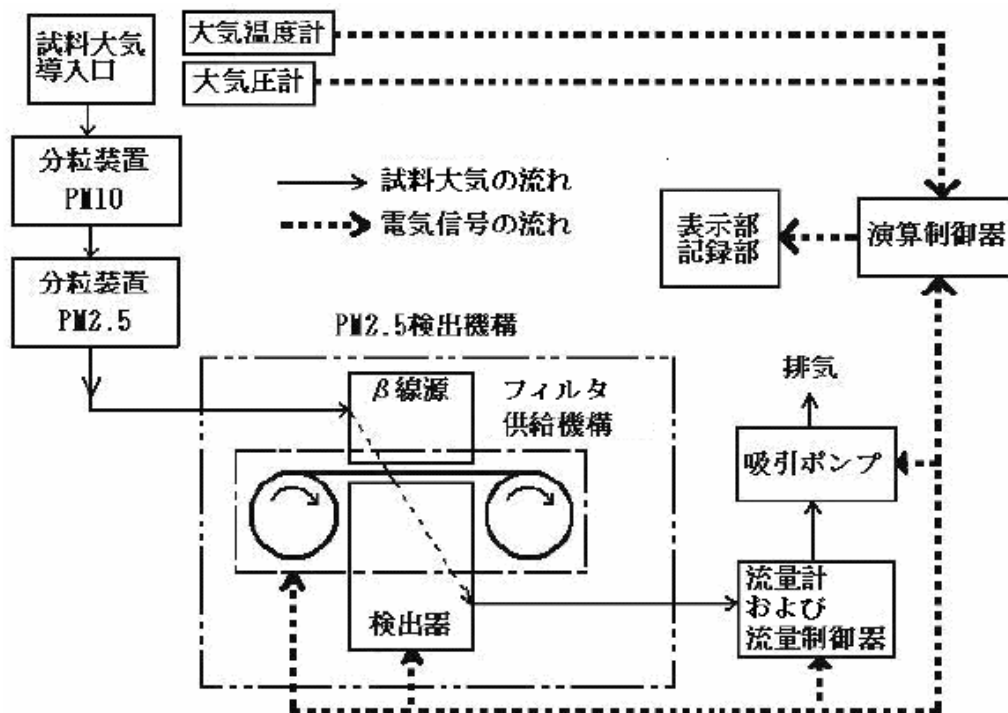 試料大気
導入口
大気温度計
大気圧計
分粒装置
PM10
試料大気の流れ
電気信号の流れ
表示部
記録部
演算制御器
分粒装置
PM2.5
PM2.5検出機構
β線源
フィルタ
供給機構
排気
吸引ポンプ
検出器
流量計
および
流量制御器